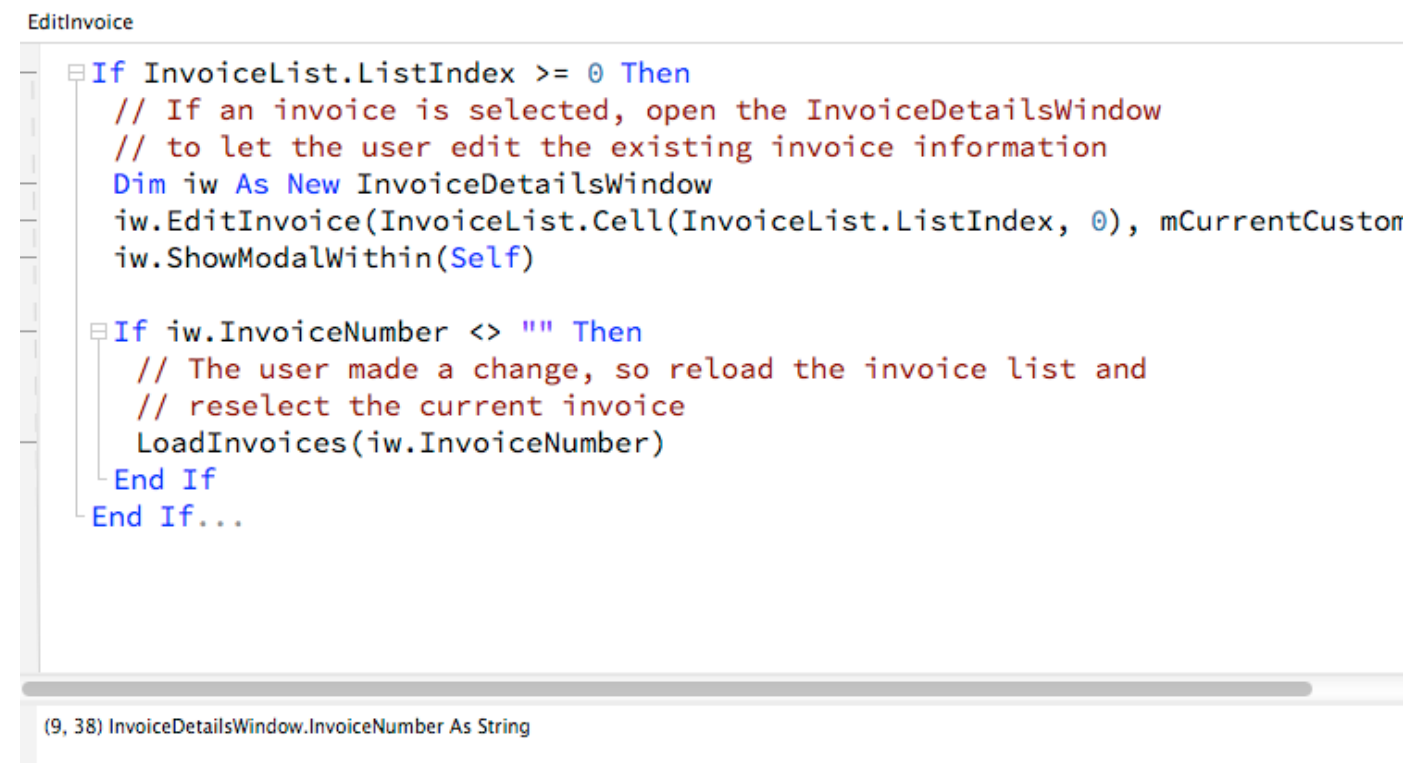 EditInvoice
If InvoiceList.ListIndex >= 0 Then
// If an invoice is selected, open the InvoiceDetailsWindow
// to let the user edit the existing invoice information
Dim iw As New InvoiceDetailsWindow
iw.EditInvoice(InvoiceList.Cell(InvoiceList.ListIndex, 0),
iw.ShowModalWithin(Self)
If iw.InvoiceNumber <> "" Then
// The user made a change, so reload the invoice list and
// reselect the current invoice
LoadInvoices(iw.InvoiceNumber)
End If
End If...
(9, 38) InvoiceDetailsWindow.InvoiceNumber As String